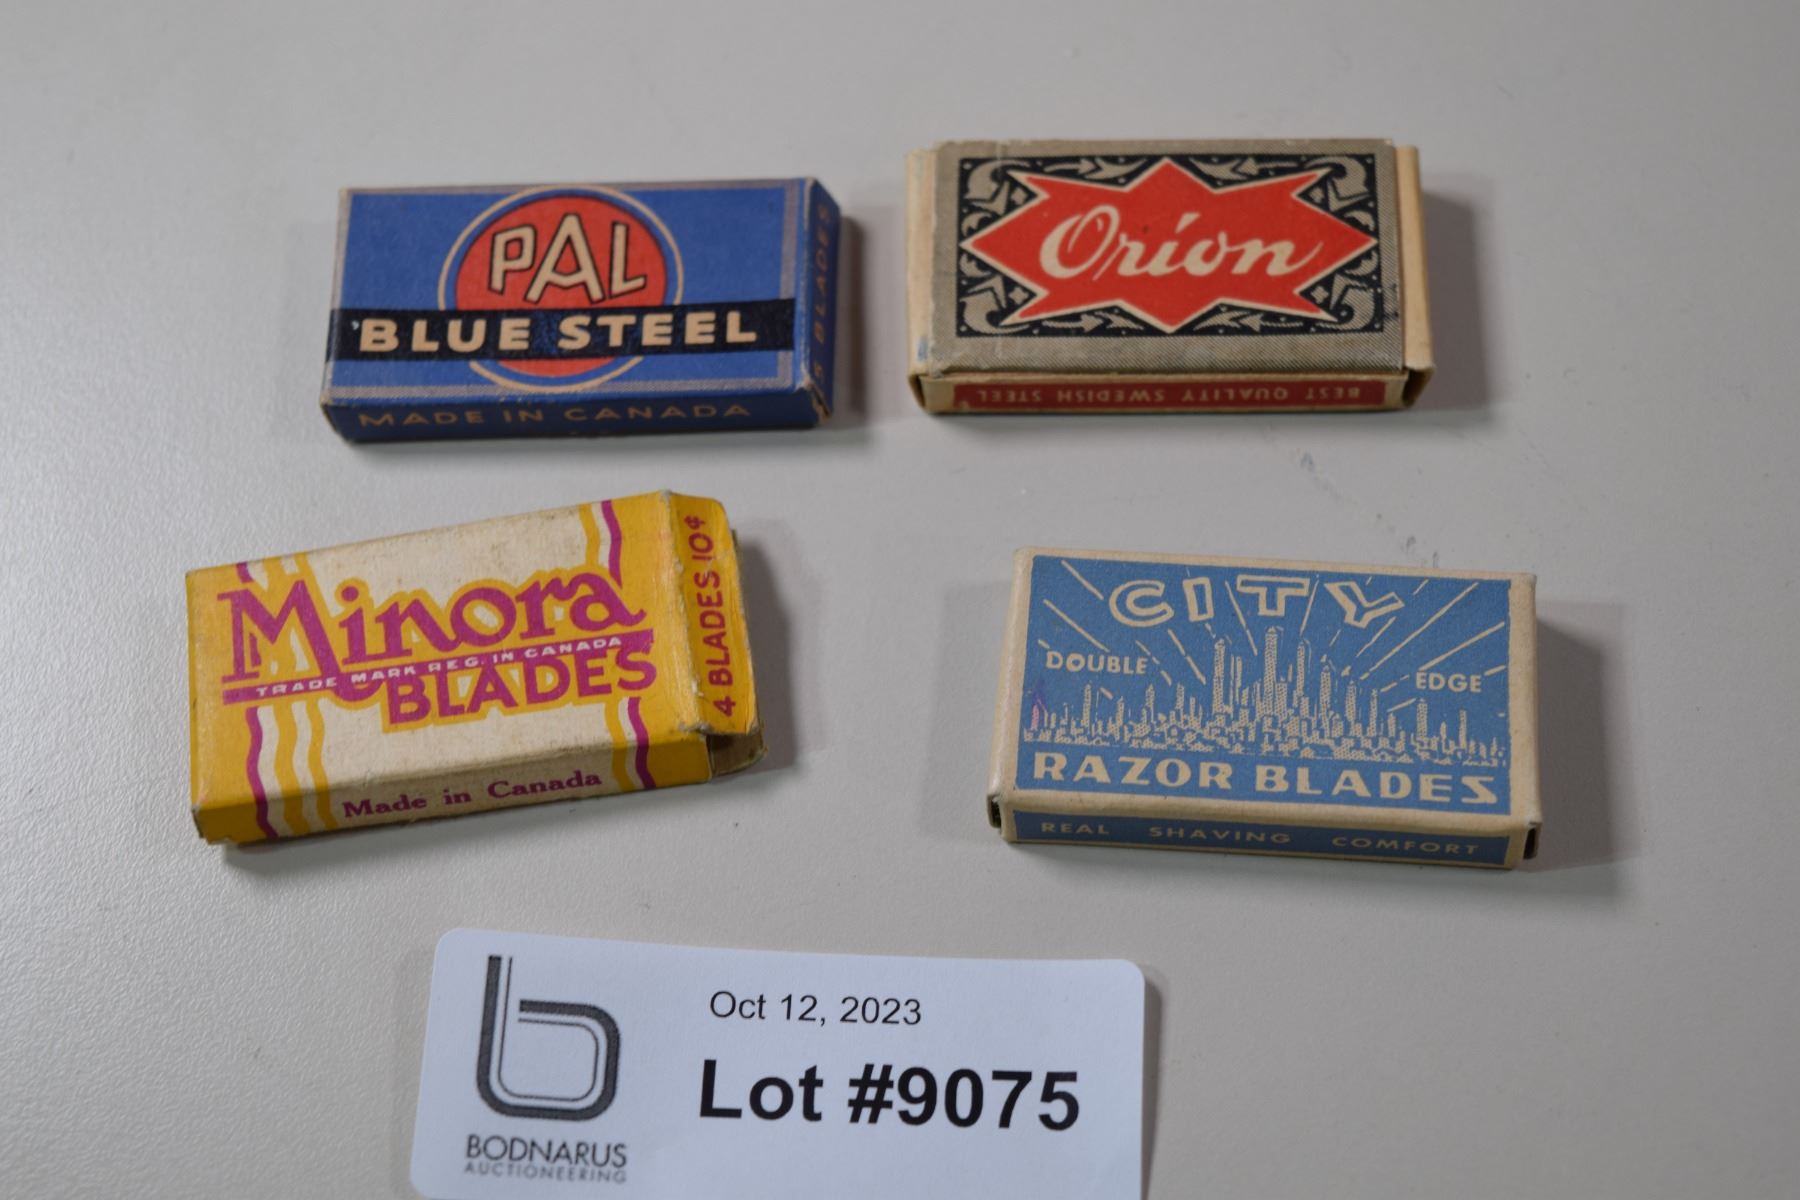 PAL
BLUE STEEL
MADE IN CANADA
5 BLADES
Orion
BEST QUALITY SWEDISH STEEL
Minora
TRADE MARK REG. IN CANADA
BLADES
Made in Canada
4 BLADES 10¢
CITY
DOUBLE EDGE
RAZOR BLADES
REAL SHAVING COMFORT
Oct 12, 2023
Lot #9075
BODNARUS
AUCTIONEERING